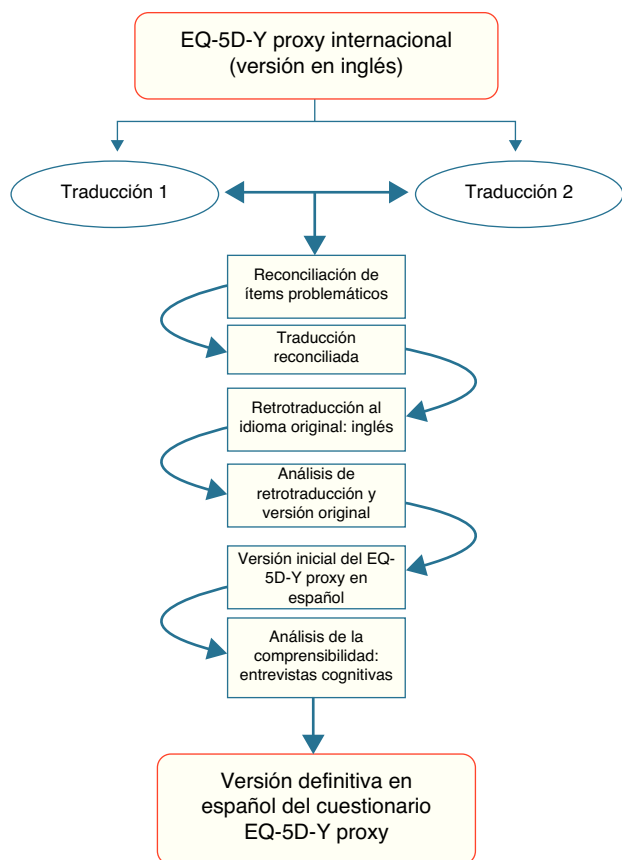 EQ-5D-Y proxy internacional
(versión en inglés)
Traducción 1
Traducción 2
Reconciliación de
ítems problemáticos
Traducción
reconciliada
Retrotraducción al
idioma original: inglés
Análisis de
retrotraducción y
versión original
Versión inicial del EQ-
5D-Y proxy en
español
Análisis de la
comprensibilidad:
entrevistas cognitivas
Versión definitiva en
español del cuestionario
EQ-5D-Y proxy